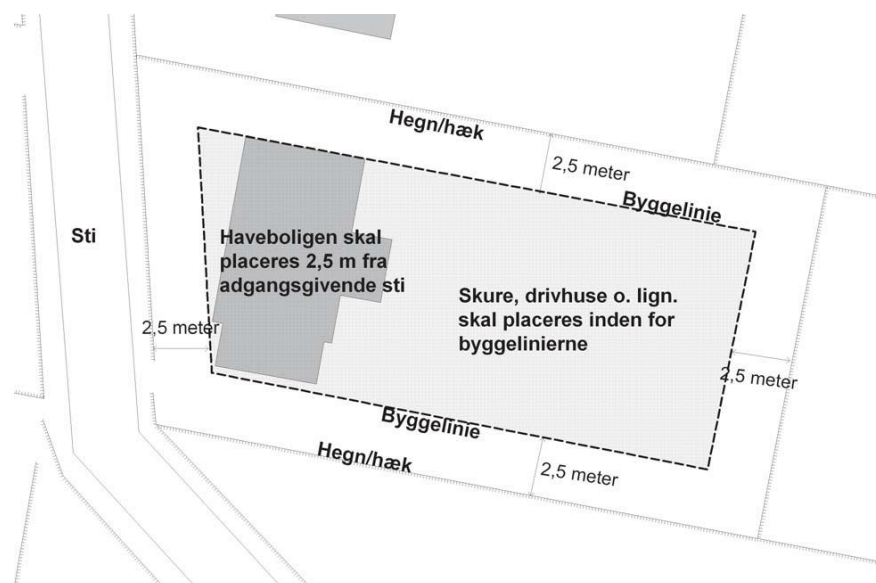 Hegn/hæk
2,5 meter
Byggelinie
Sti
Haveboligen skal
placeres 2,5 m fra
adgangsgivende sti
Skure, drivhuse o. lign.
skal placeres inden for
byggelinierne
2,5 meter
2,5 meter
Byggelinie
Hegn/hæk
2,5 meter